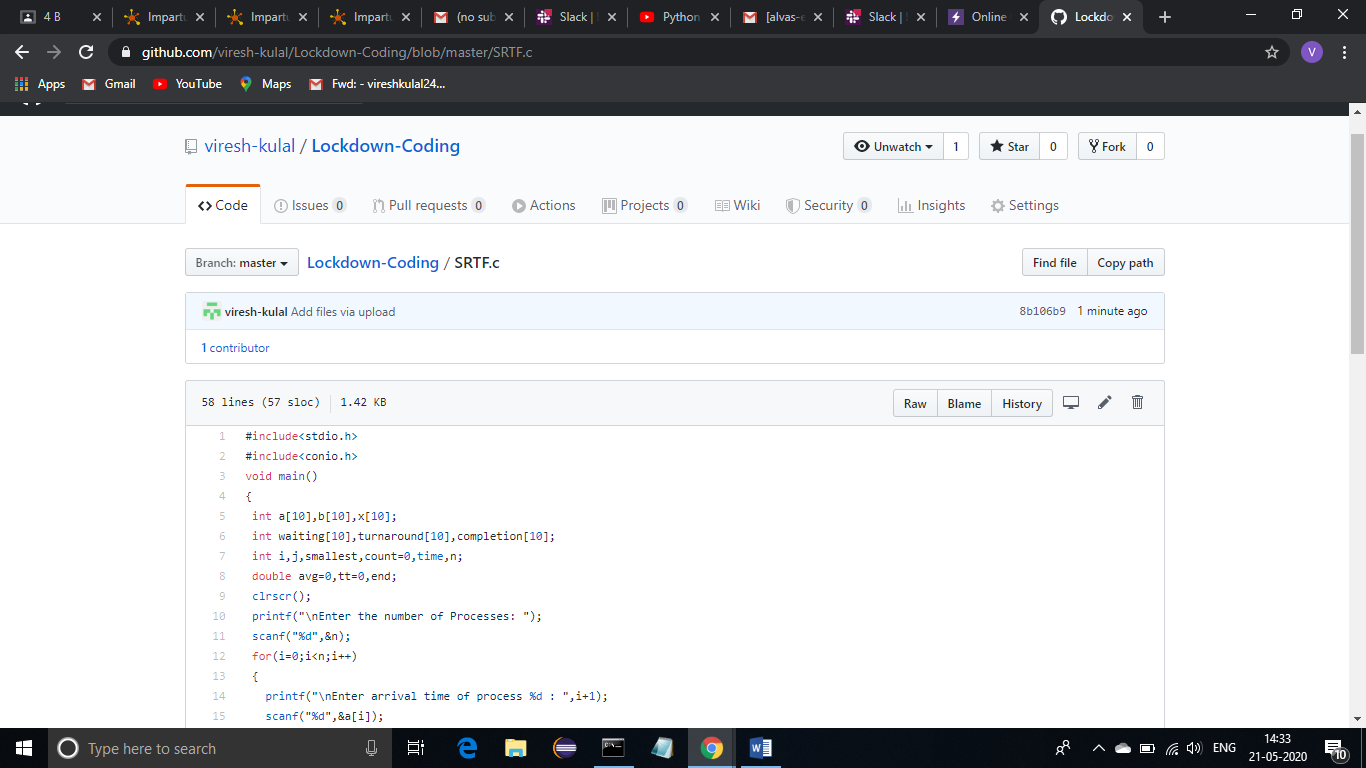 4 B Impartu Impartu Impartu (no sub Slack | Python [alvas-e Slack | Online Lockdo
github.com/viresh-kulal/Lockdown-Coding/blob/master/SRTF.c V
Apps Gmail YouTube Maps Fwd: - vireshkulal24...
viresh-kulal / Lockdown-Coding Unwatch 1 Star 0 Fork 0
Code Issues 0 Pull requests 0 Actions Projects 0 Wiki Security 0 Insights Settings
Branch: master Lockdown-Coding / SRTF.c Find file Copy path
viresh-kulal Add files via upload 8b106b9 1 minute ago
1 contributor
58 lines (57 sloc) 1.42 KB Raw Blame History
1 #include<stdio.h>
2 #include<conio.h>
3 void main()
4 {
5 int a[10],b[10],x[10];
6 int waiting[10],turnaround[10],completion[10];
7 int i,j,smallest,count=0,time,n;
8 double avg=0,tt=0,end;
9 clrscr();
10 printf("\nEnter the number of Processes: ");
11 scanf("%d",&n);
12 for(i=0;i<n;i++)
13 {
14 printf("\nEnter arrival time of process %d : ",i+1);
15 scanf("%d",&a[i]);
Type here to search ENG 14:33
21-05-2020 10